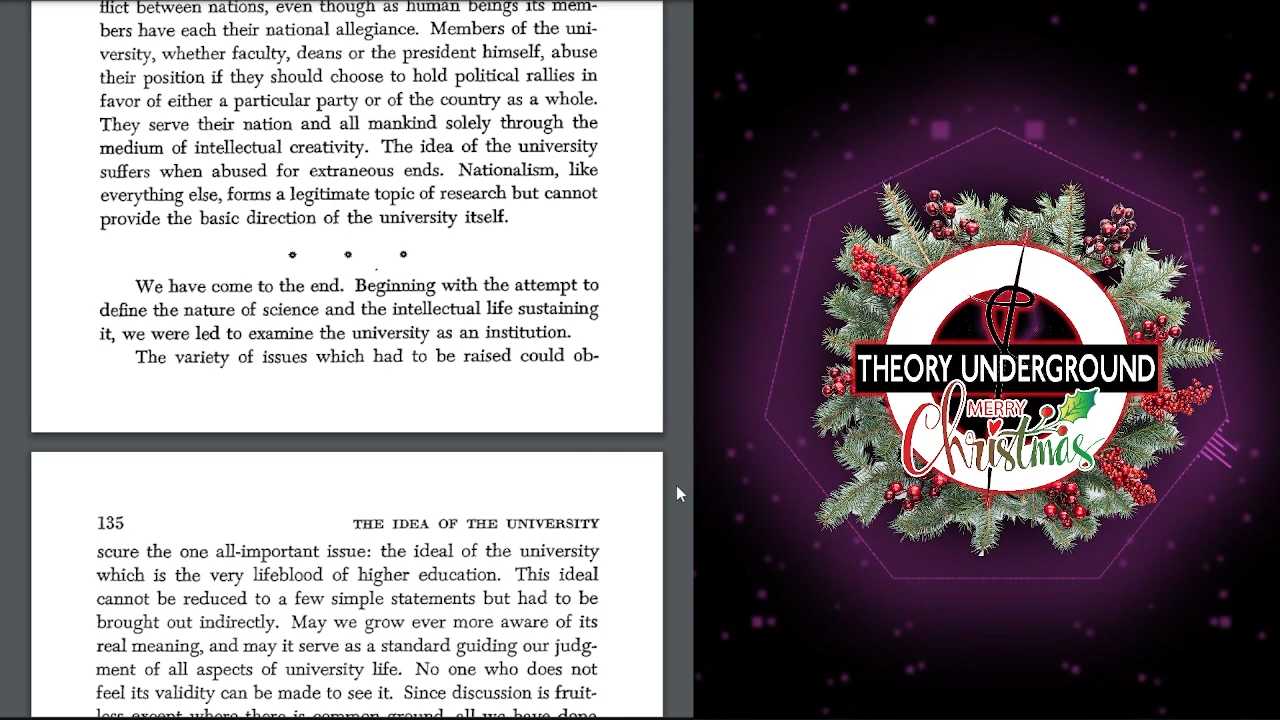 flict between nations, even though as human beings its mem-
bers have each their national allegiance. Members of the uni-
versity, whether faculty, deans or the president himself, abuse
their position if they should choose to hold political rallies in
favor of either a particular party or of the country as a whole.
They serve their nation and all mankind solely through the
medium of intellectual creativity. The idea of the university
suffers when abused for extraneous ends. Nationalism, like
everything else, forms a legitimate topic of research but cannot
provide the basic direction of the university itself.
* * *
We have come to the end. Beginning with the attempt to
define the nature of science and the intellectual life sustaining
it, we were led to examine the university as an institution.
The variety of issues which had to be raised could ob-
135 THE IDEA OF THE UNIVERSITY
scure the one all-important issue: the ideal of the university
which is the very lifeblood of higher education. This ideal
cannot be reduced to a few simple statements but had to be
brought out indirectly. May we grow ever more aware of its
real meaning, and may it serve as a standard guiding our judg-
ment of all aspects of university life. No one who does not
feel its validity can be made to see it. Since discussion is fruit-
less except where there is common ground, all we have done
THEORY UNDERGROUND
MERRY
Christmas